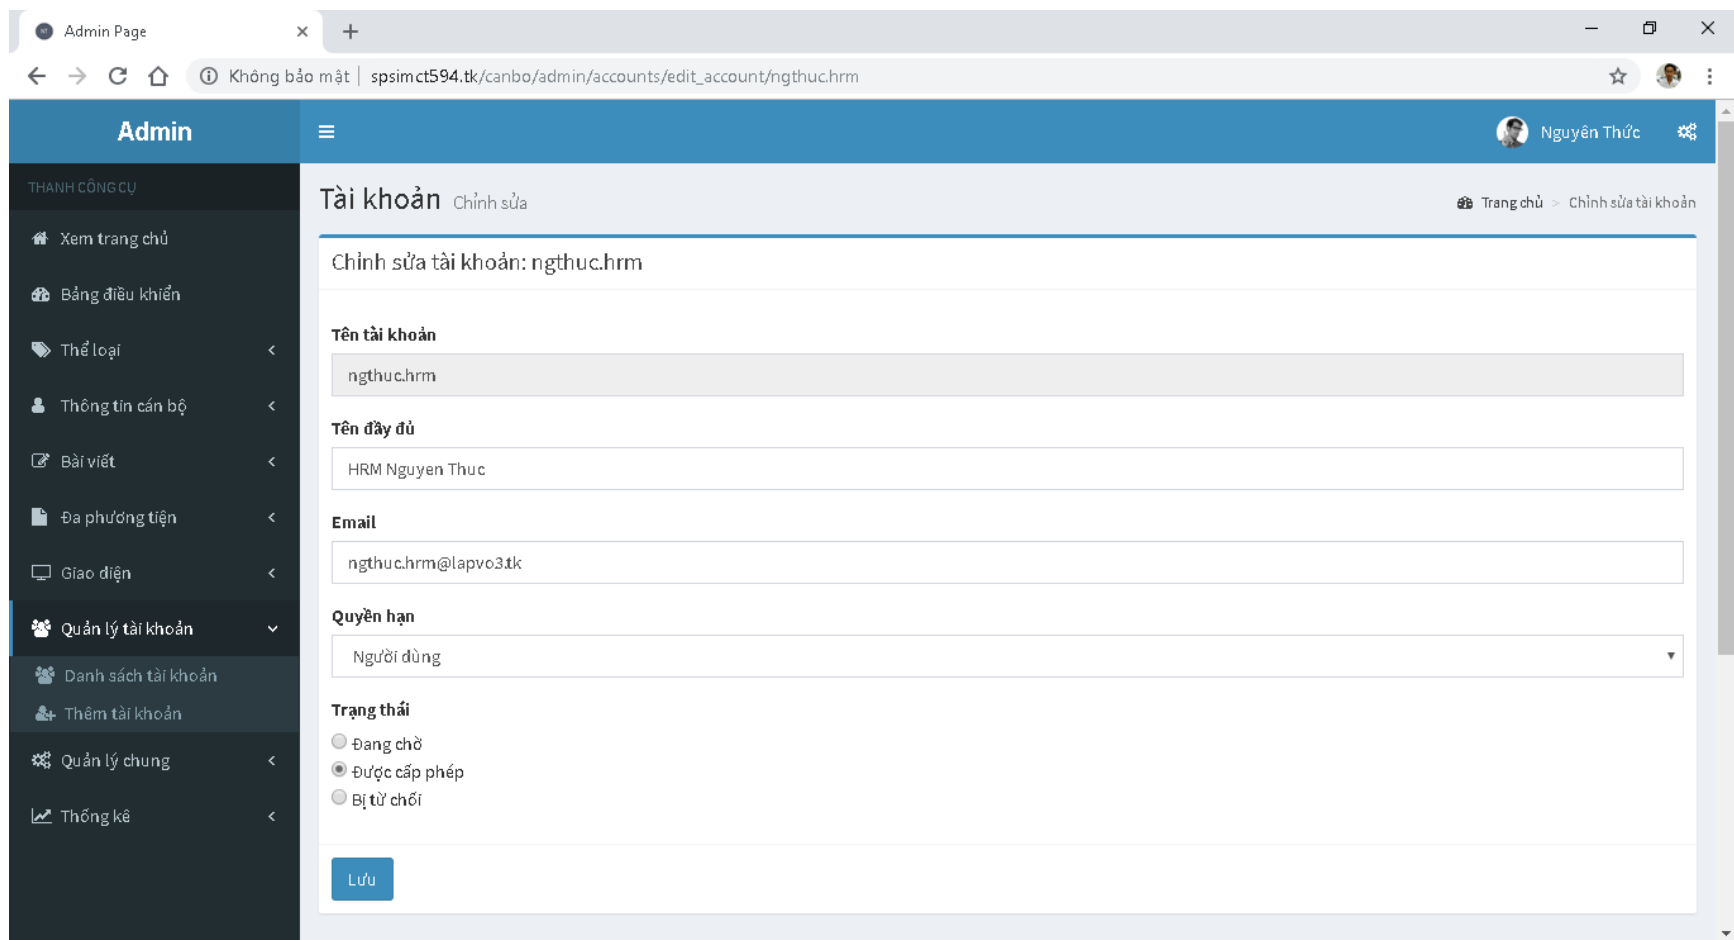 Admin Page
Không bảo mật | spsimct594.tk/canbo/admin/accounts/edit_account/ngthuc.hrm
Admin
Nguyên Thức
THANH CÔNG CỤ
Xem trang chủ
Bảng điều khiển
Thể loại
Thông tin cán bộ
Bài viết
Đa phương tiện
Giao diện
Quản lý tài khoản
Danh sách tài khoản
Thêm tài khoản
Quản lý chung
Thống kê
Tài khoản Chỉnh sửa
Trang chủ > Chỉnh sửa tài khoản
Chỉnh sửa tài khoản: ngthuc.hrm
Tên tài khoản
ngthuc.hrm
Tên đầy đủ
HRM Nguyen Thuc
Email
ngthuc.hrm@lapvo3.tk
Quyền hạn
Người dùng
Trạng thái
Đang chờ
Được cấp phép
Bị từ chối
Lưu